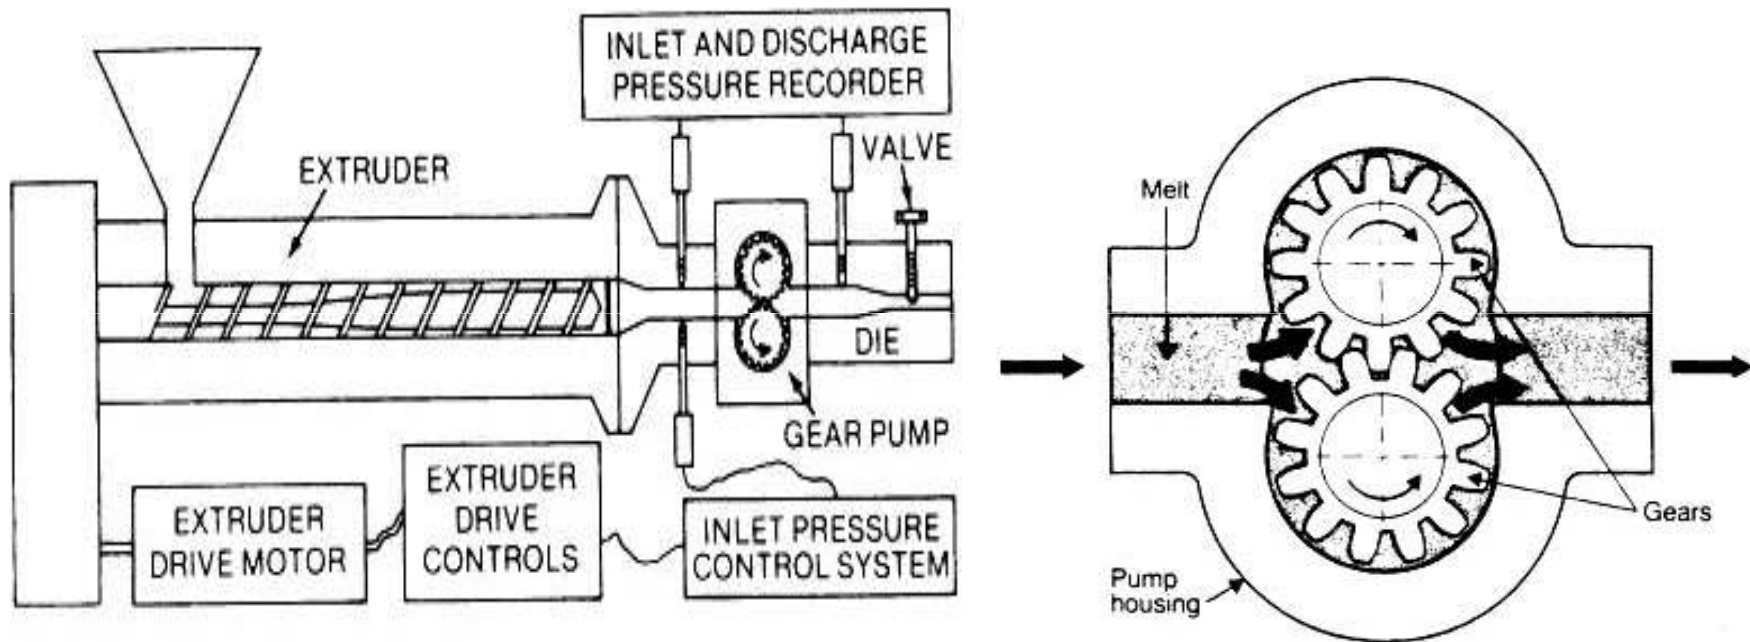 INLET AND DISCHARGE
PRESSURE RECORDER
VALVE
EXTRUDER
DIE
GEAR PUMP
EXTRUDER
DRIVE MOTOR
EXTRUDER
DRIVE
CONTROLS
INLET PRESSURE
CONTROL SYSTEM
Melt
Gears
Pump
housing